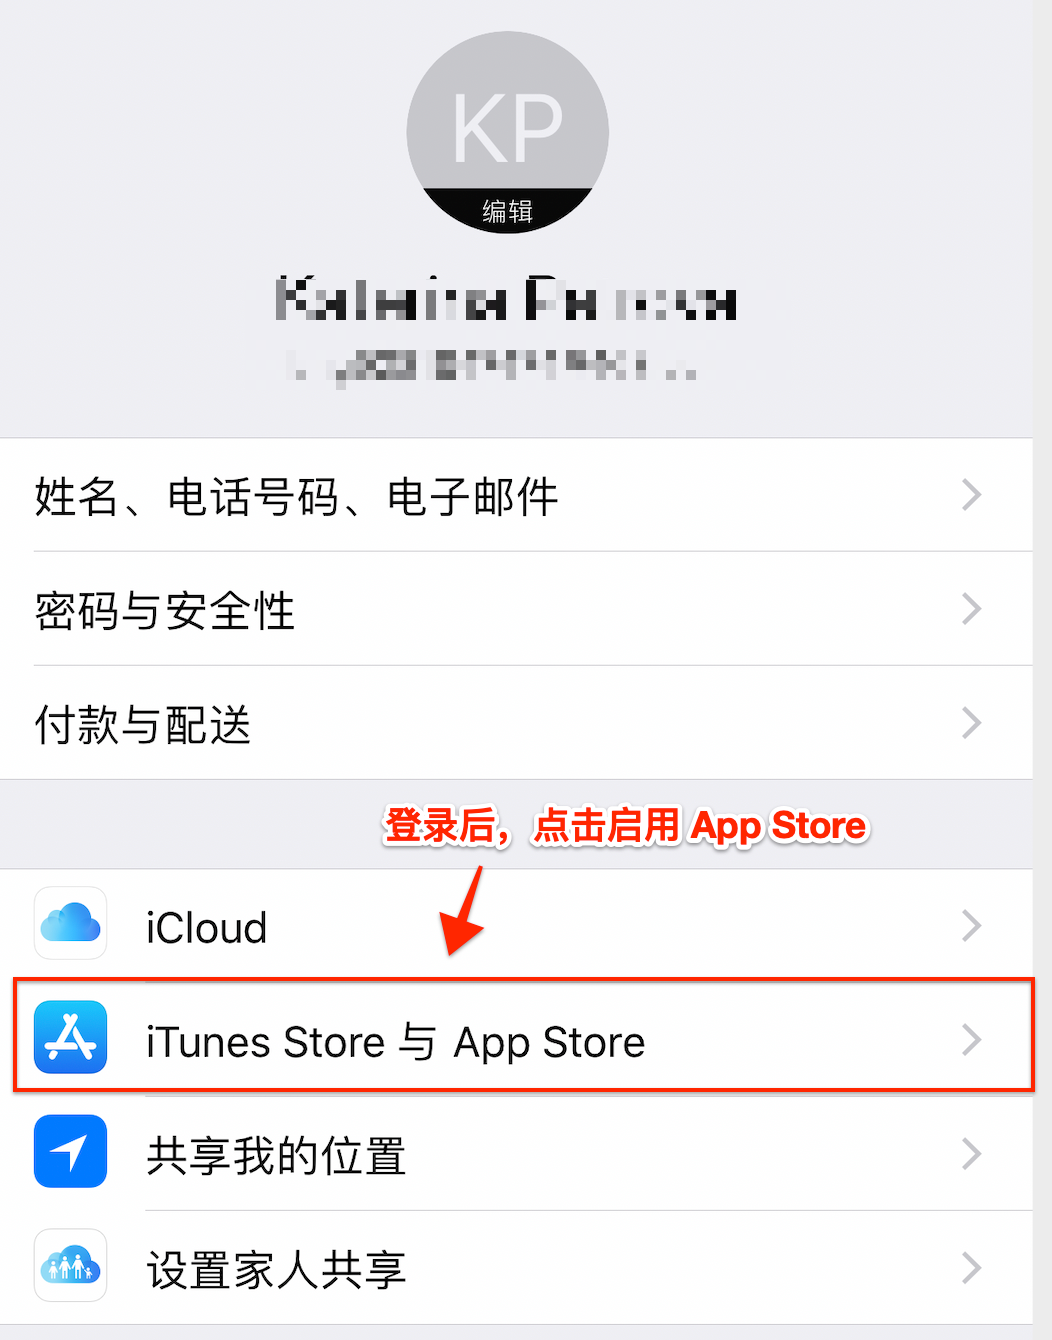 KP
编辑
姓名、电话号码、电子邮件
密码与安全性
付款与配送
登录后，点击启用 App Store
iCloud
iTunes Store 与 App Store
共享我的位置
设置家人共享